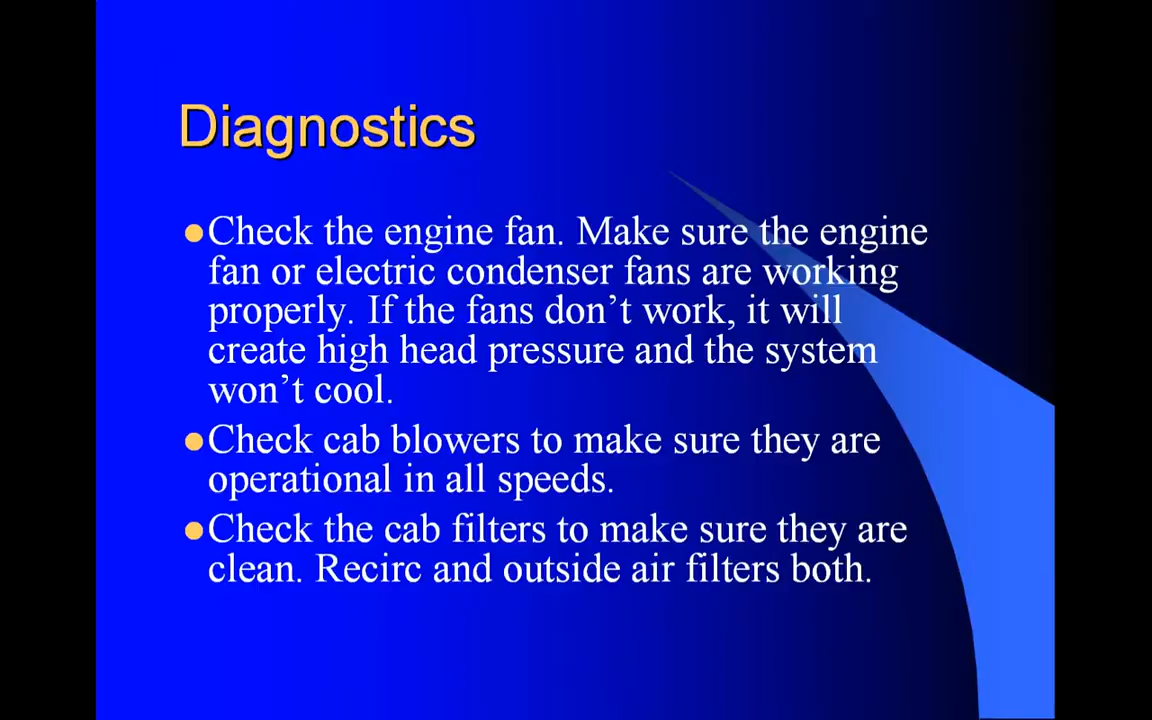 Diagnostics
●Check the engine fan. Make sure the engine
fan or electric condenser fans are working
properly. If the fans don’t work, it will
create high head pressure and the system
won’t cool.
●Check cab blowers to make sure they are
operational in all speeds.
●Check the cab filters to make sure they are
clean. Recirc and outside air filters both.